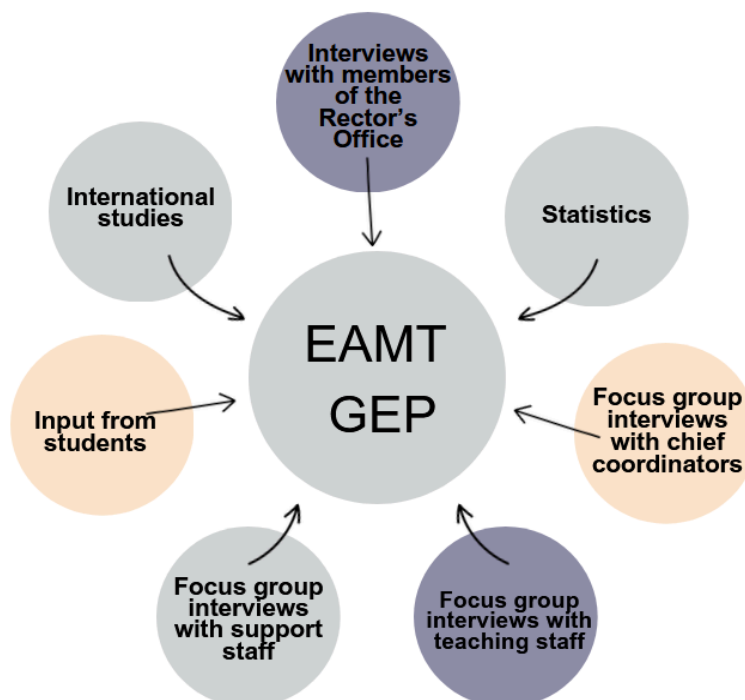 Interviews
with members
of the
Rector's
Office
International
studies
Statistics
EAMT
GEP
Input from
students
Focus group
interviews
with chief
coordinators
Focus group
interviews
with support
staff
Focus group
interviews with
teaching staff